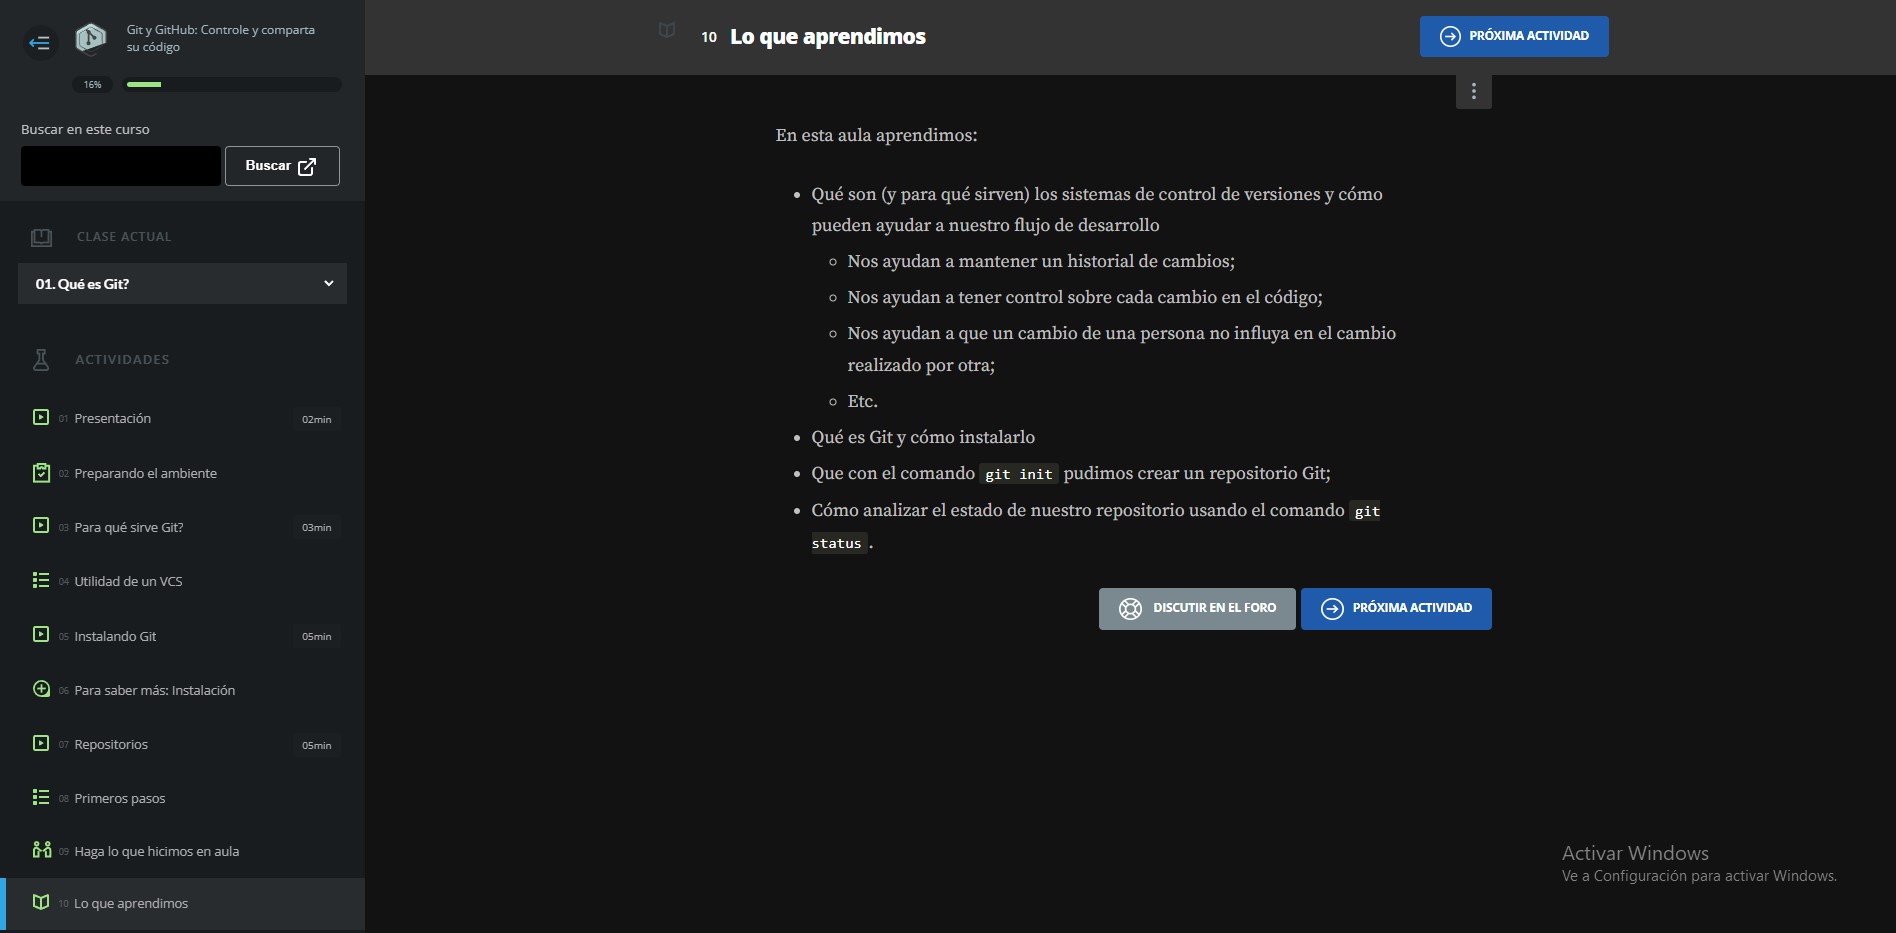 Git y GitHub: Controle y comparta
su código
16%
Buscar en este curso
Buscar
CLASE ACTUAL
01. Qué es Git?
ACTIVIDADES
01 Presentación 02min
02 Preparando el ambiente
03 Para qué sirve Git? 03min
04 Utilidad de un VCS
05 Instalando Git 05min
06 Para saber más: Instalación
07 Repositorios 05min
08 Primeros pasos
09 Haga lo que hicimos en aula
10 Lo que aprendimos
10 Lo que aprendimos
PRÓXIMA ACTIVIDAD
En esta aula aprendimos:
• Qué son (y para qué sirven) los sistemas de control de versiones y cómo
pueden ayudar a nuestro flujo de desarrollo
◦ Nos ayudan a mantener un historial de cambios;
◦ Nos ayudan a tener control sobre cada cambio en el código;
◦ Nos ayudan a que un cambio de una persona no influya en el cambio
realizado por otra;
◦ Etc.
• Qué es Git y cómo instalarlo
• Que con el comando git init pudimos crear un repositorio Git;
• Cómo analizar el estado de nuestro repositorio usando el comando git
status .
DISCUTIR EN EL FORO
PRÓXIMA ACTIVIDAD
Activar Windows
Ve a Configuración para activar Windows.